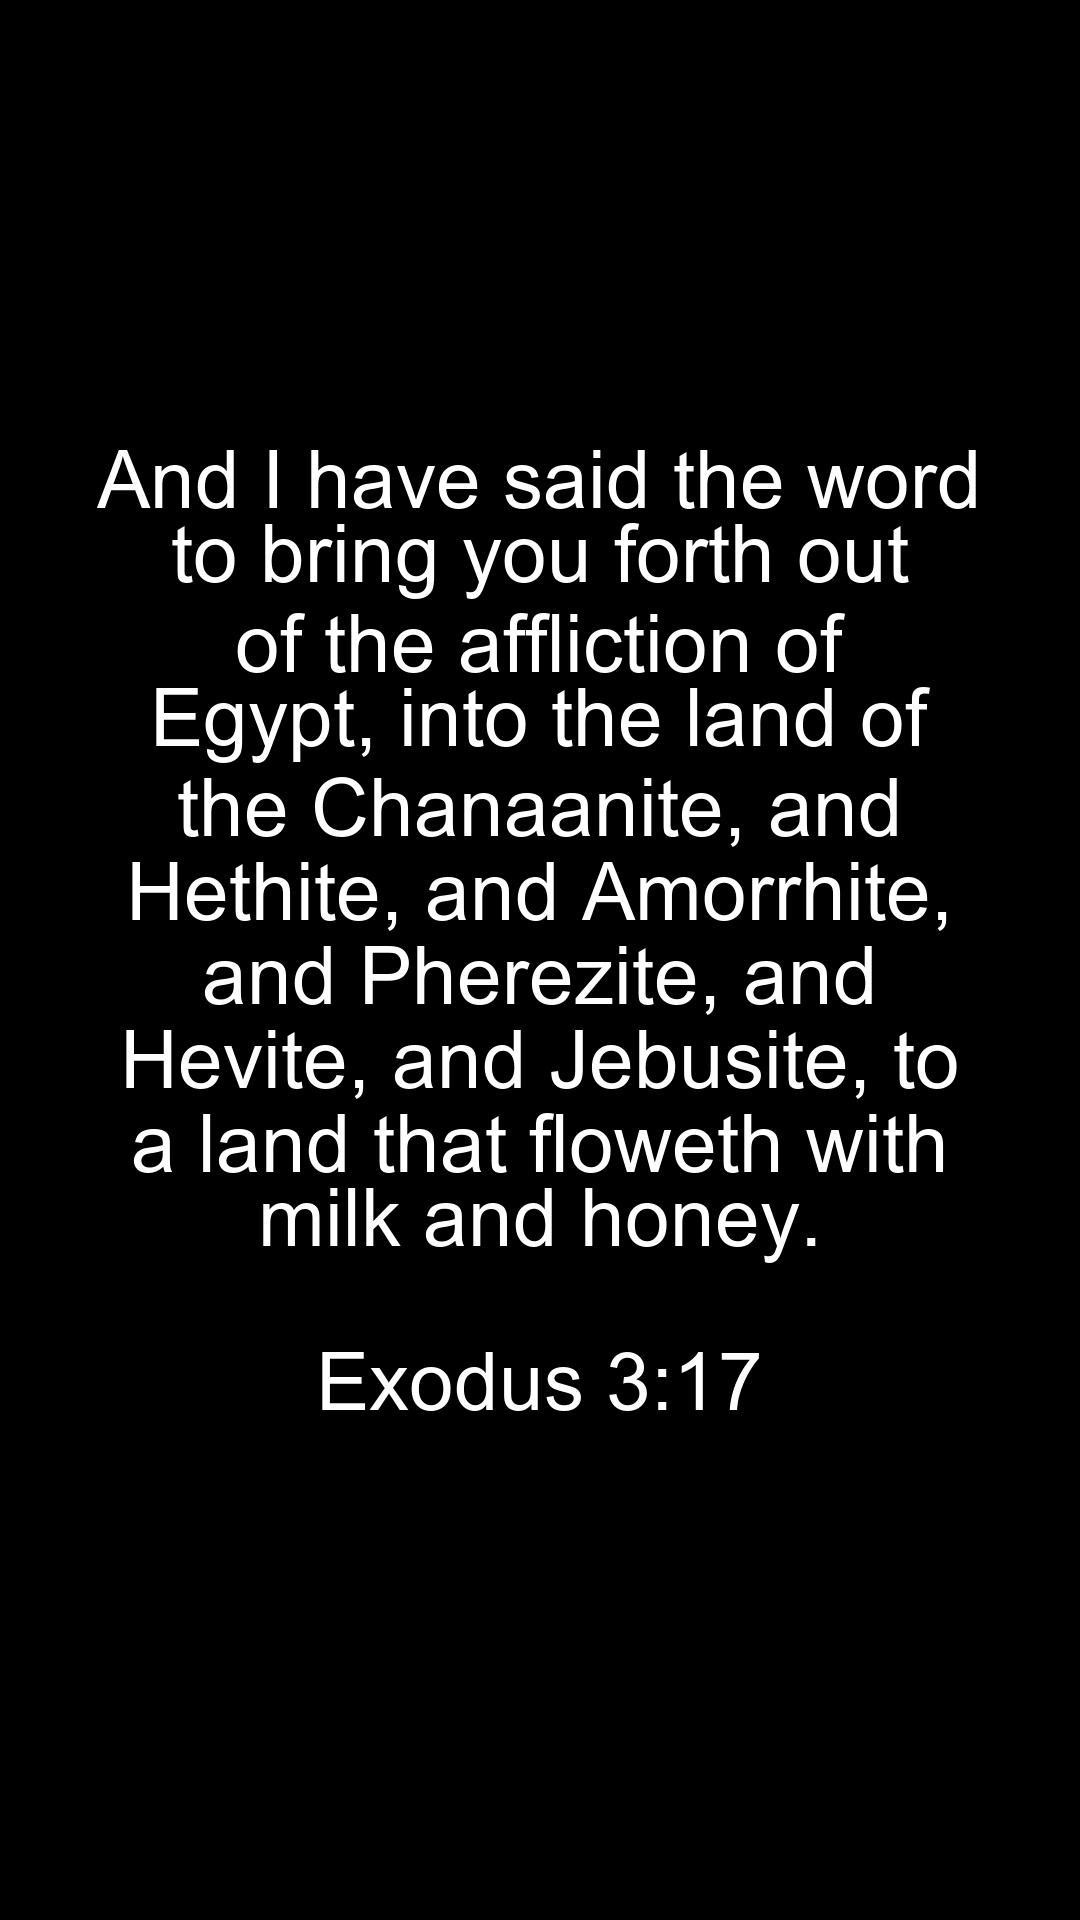 And I have said the word
to bring you forth out
of the affliction of
Egypt, into the land of
the Chanaanite, and
Hethite, and Amorrhite,
and Pherezite, and
Hevite, and Jebusite, to
a land that floweth with
milk and honey.
Exodus 3:17